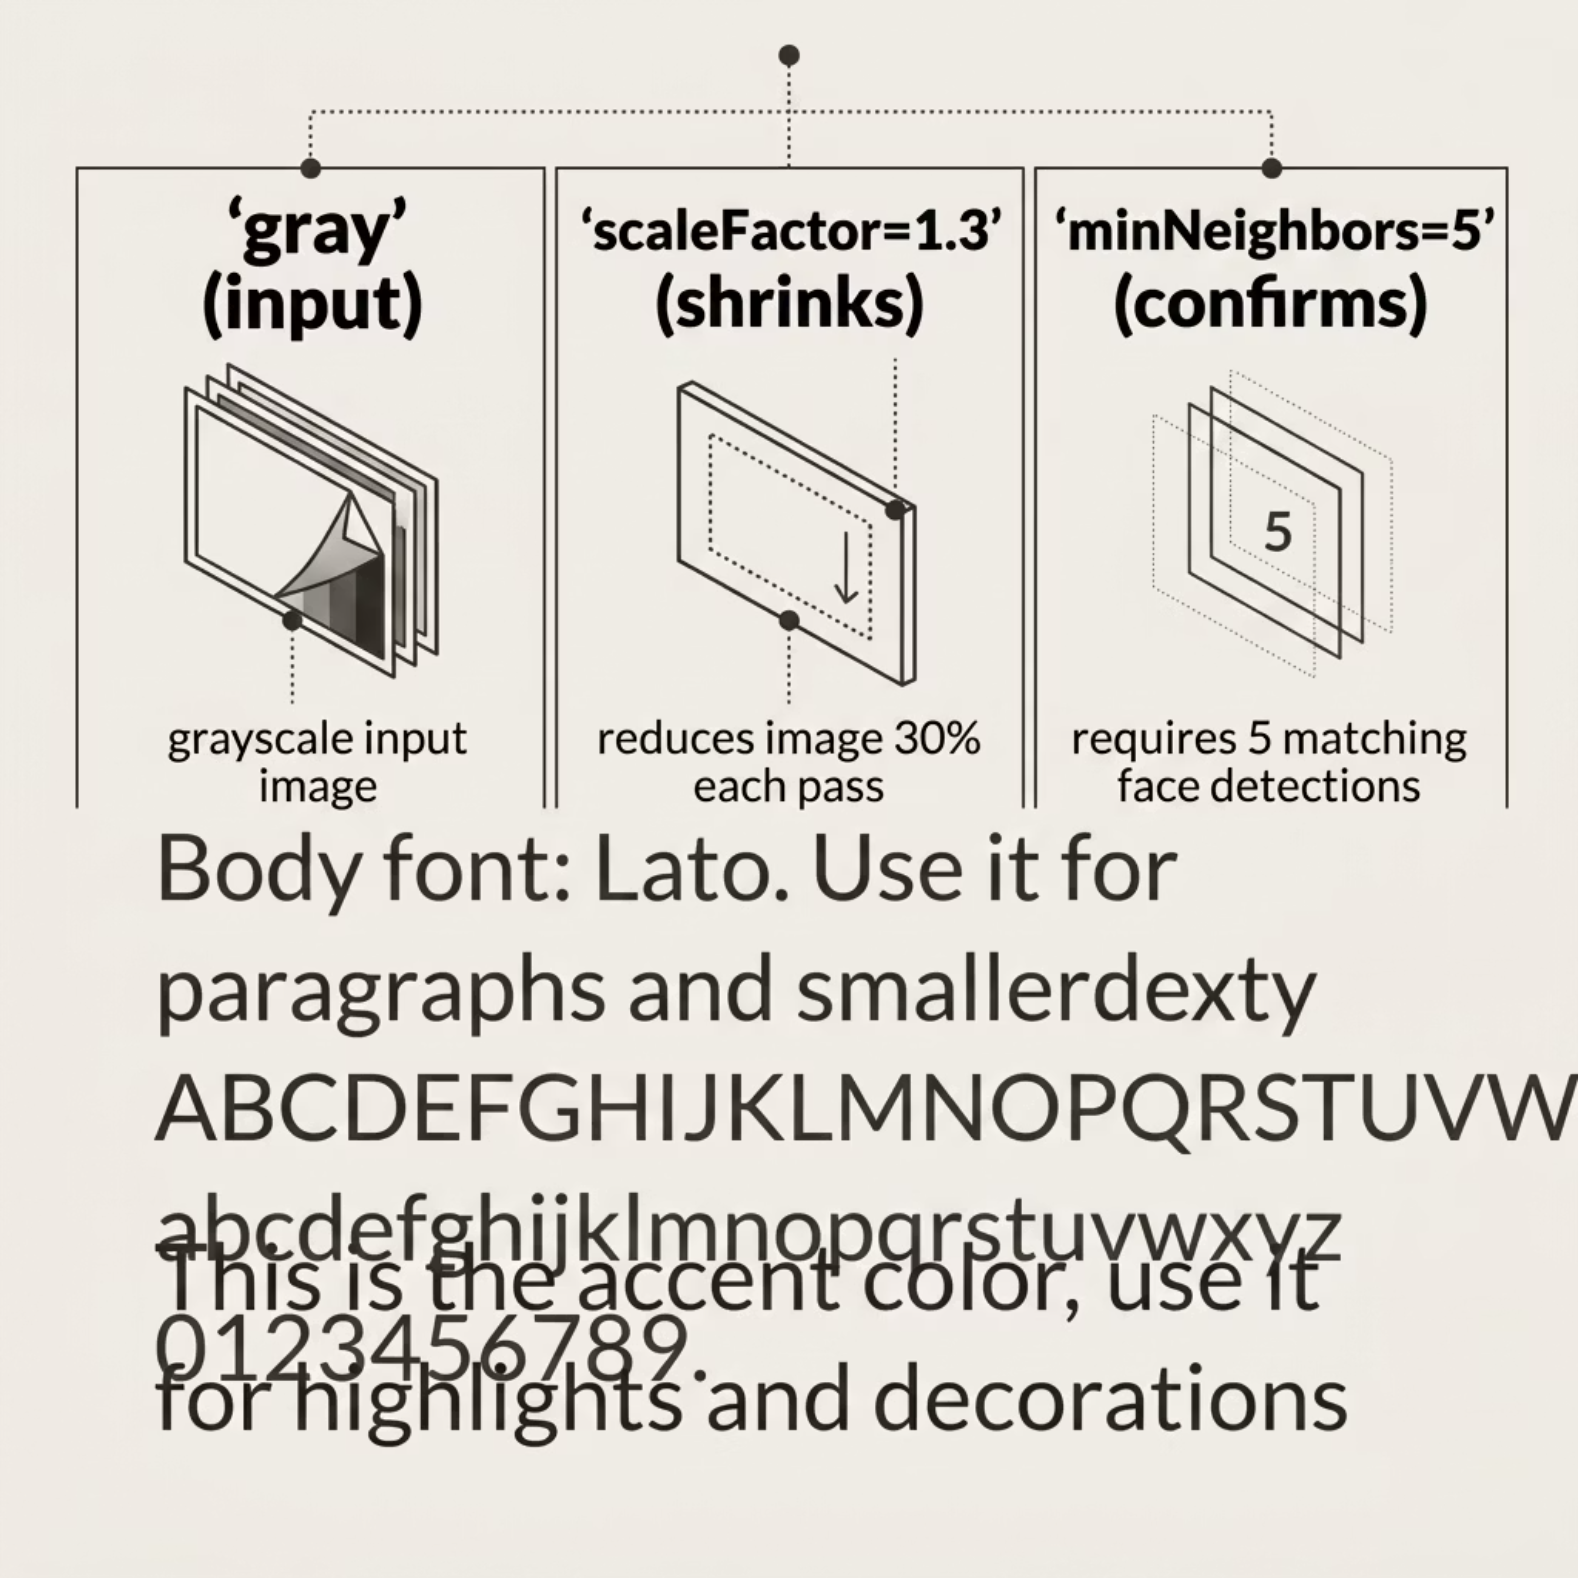 ‘gray’
(input)
grayscale input
image
‘scaleFactor=1.3’
(shrinks)
reduces image 30%
each pass
‘minNeighbors=5’
(confirms)
5
requires 5 matching
face detections
Body font: Lato. Use it for
paragraphs and smallerdexty
ABCDEFGHIJKLMNOPQRSTUVW
abcdefghijklmnopqrstuvwxyz
This is the accent color, use it
0123456789.
for highlights and decorations